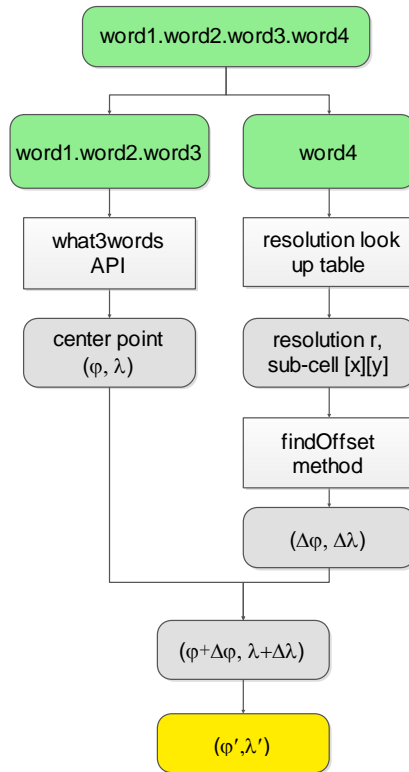 word1.word2.word3.word4
word1.word2.word3
word4
what3words
API
resolution look
up table
center point
(φ, λ)
resolution r,
sub-cell [x][y]
findOffset
method
(Δφ, Δλ)
(φ+Δφ, λ+Δλ)
(φ′,λ′)